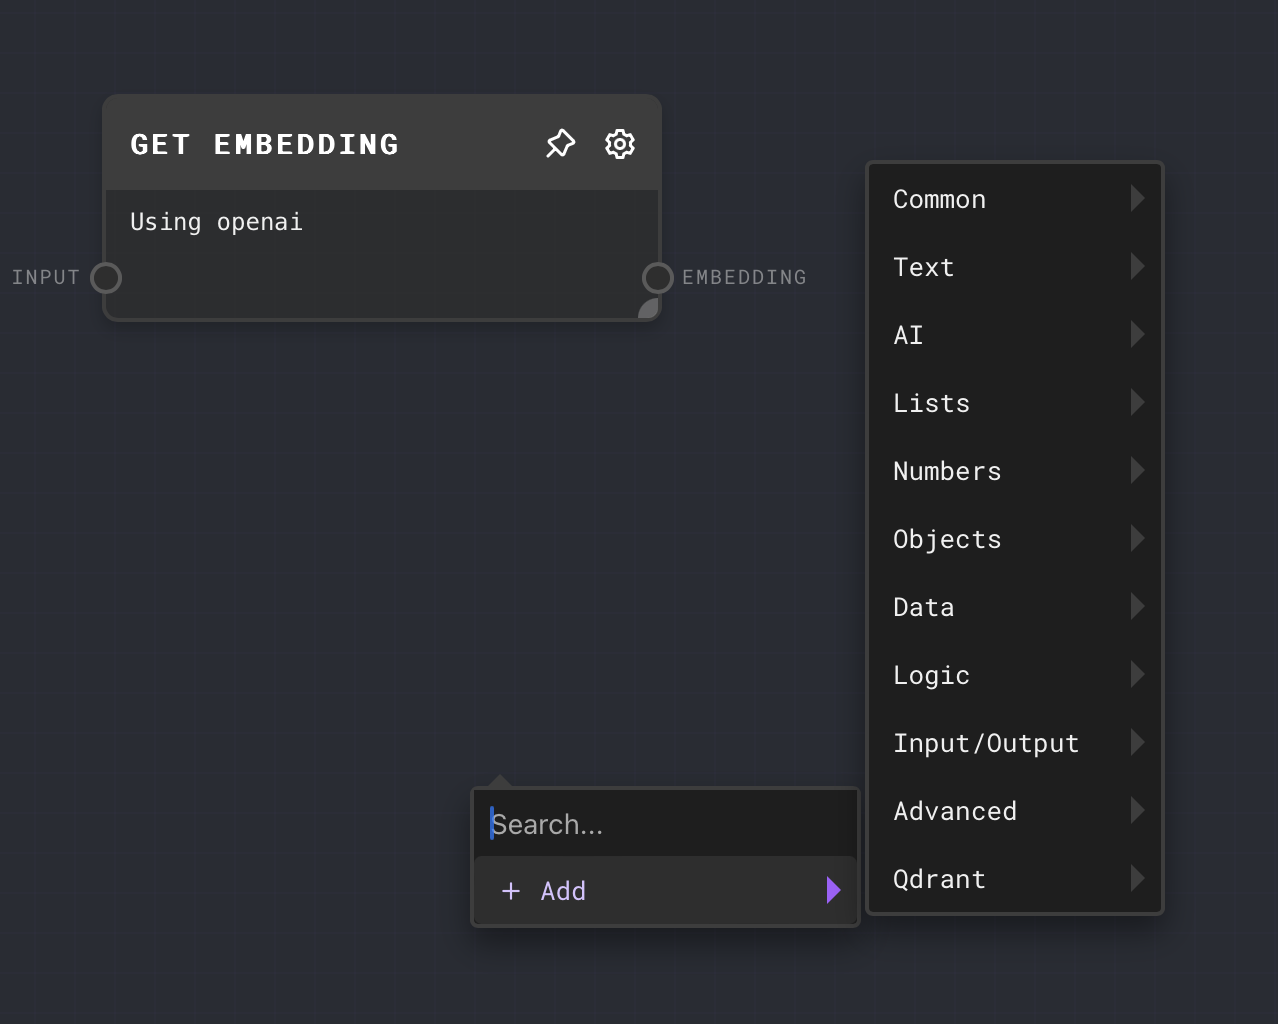 GET EMBEDDING
Using openai
INPUT
EMBEDDING
Common
Text
AI
Lists
Numbers
Objects
Data
Logic
Input/Output
Advanced
Qdrant
Search...
+ Add